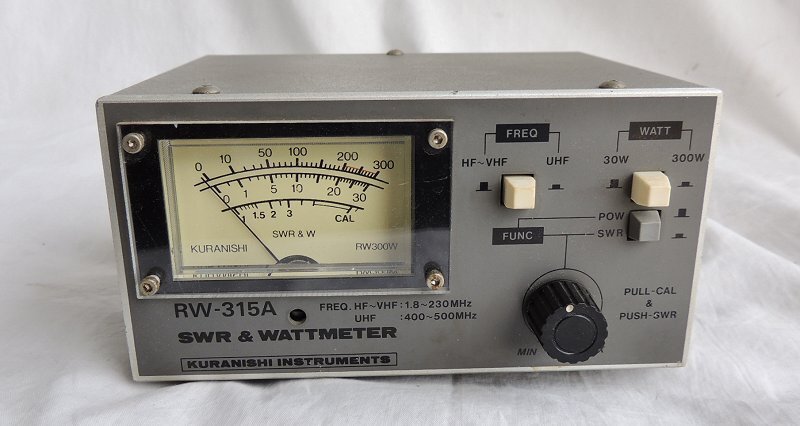 0 10 50 100 200 300
0 5 10 20 30
1 1.5 2 3 CAL
SWR & W
KURANISHI RW300W
FREQ
HF~VHF UHF
WATT
30W 300W
FUNC
POW
SWR
PULL-CAL
&
PUSH-SWR
MIN
RW-315A
FREQ. HF~VHF : 1.8~230MHz
UHF : 400~500MHz
SWR & WATTMETER
KURANISHI INSTRUMENTS